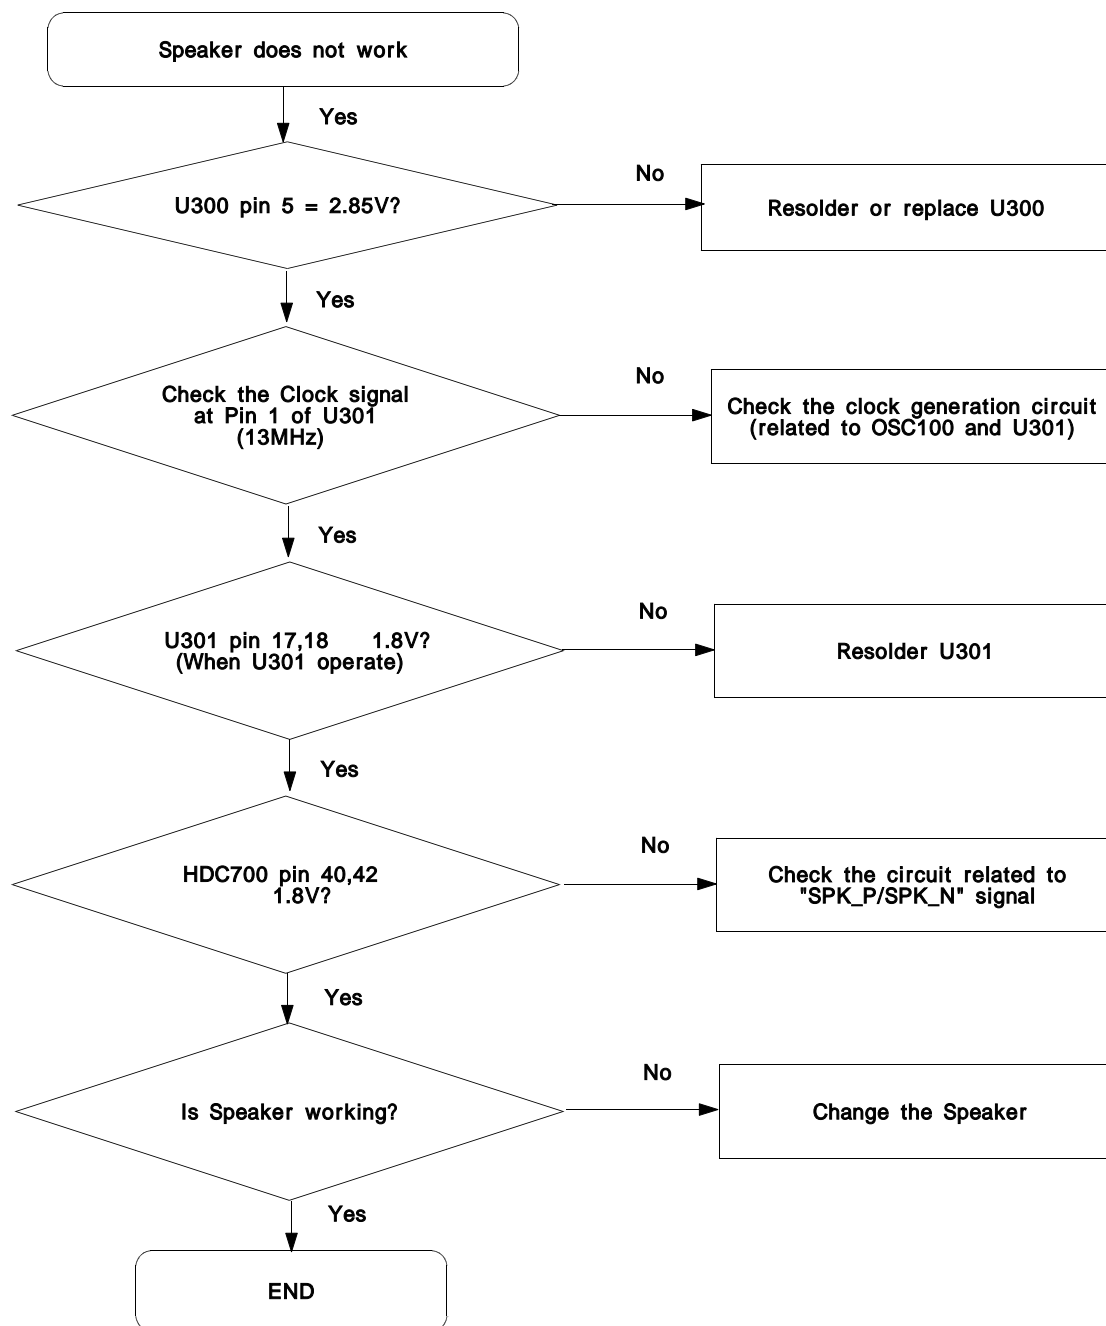 Speaker does not work
Yes
U300 pin 5 = 2.85V?
No
Resolder or replace U300
Yes
Check the Clock signal
at Pin 1 of U301
(13MHz)
No
Check the clock generation circuit
(related to OSC100 and U301)
Yes
U301 pin 17,18 1.8V?
(When U301 operate)
No
Resolder U301
Yes
HDC700 pin 40,42
1.8V?
No
Check the circuit related to
"SPK_P/SPK_N" signal
Yes
Is Speaker working?
No
Change the Speaker
Yes
END